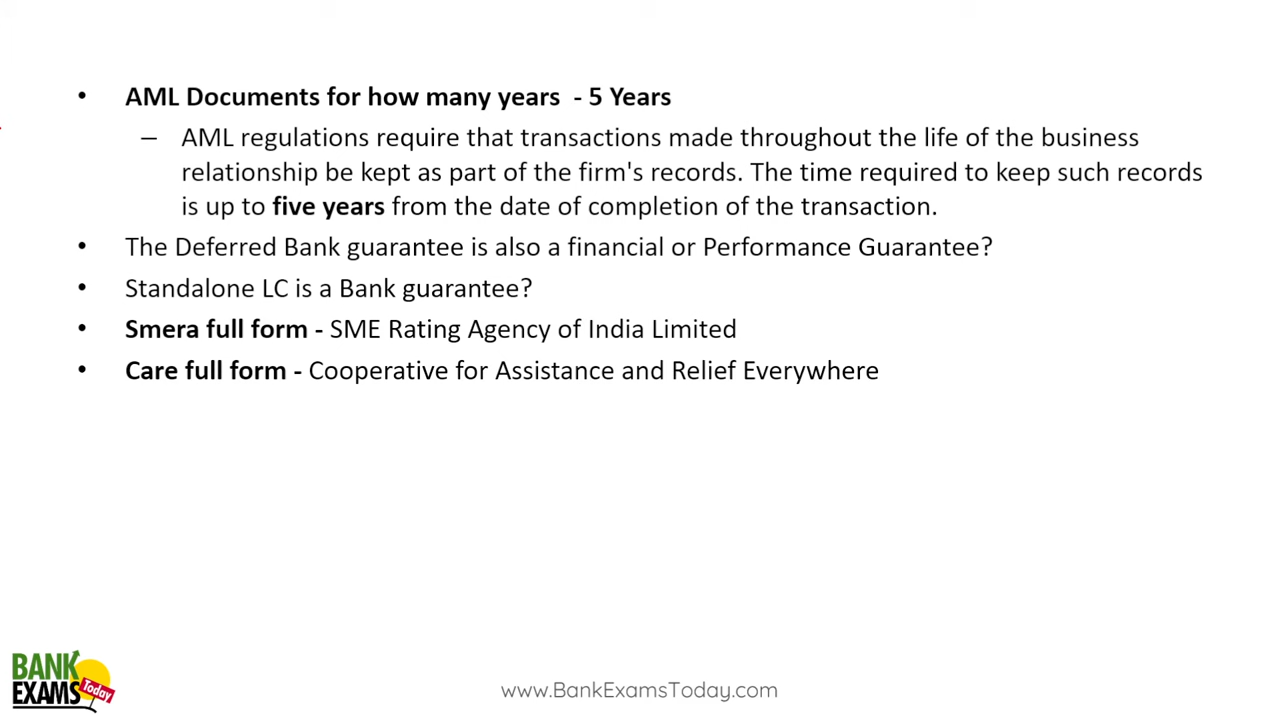 • AML Documents for how many years - 5 Years
– AML regulations require that transactions made throughout the life of the business
relationship be kept as part of the firm's records. The time required to keep such records
is up to five years from the date of completion of the transaction.
• The Deferred Bank guarantee is also a financial or Performance Guarantee?
• Standalone LC is a Bank guarantee?
• Smera full form - SME Rating Agency of India Limited
• Care full form - Cooperative for Assistance and Relief Everywhere
BANK
EXAMS Today
www.BankExamsToday.com